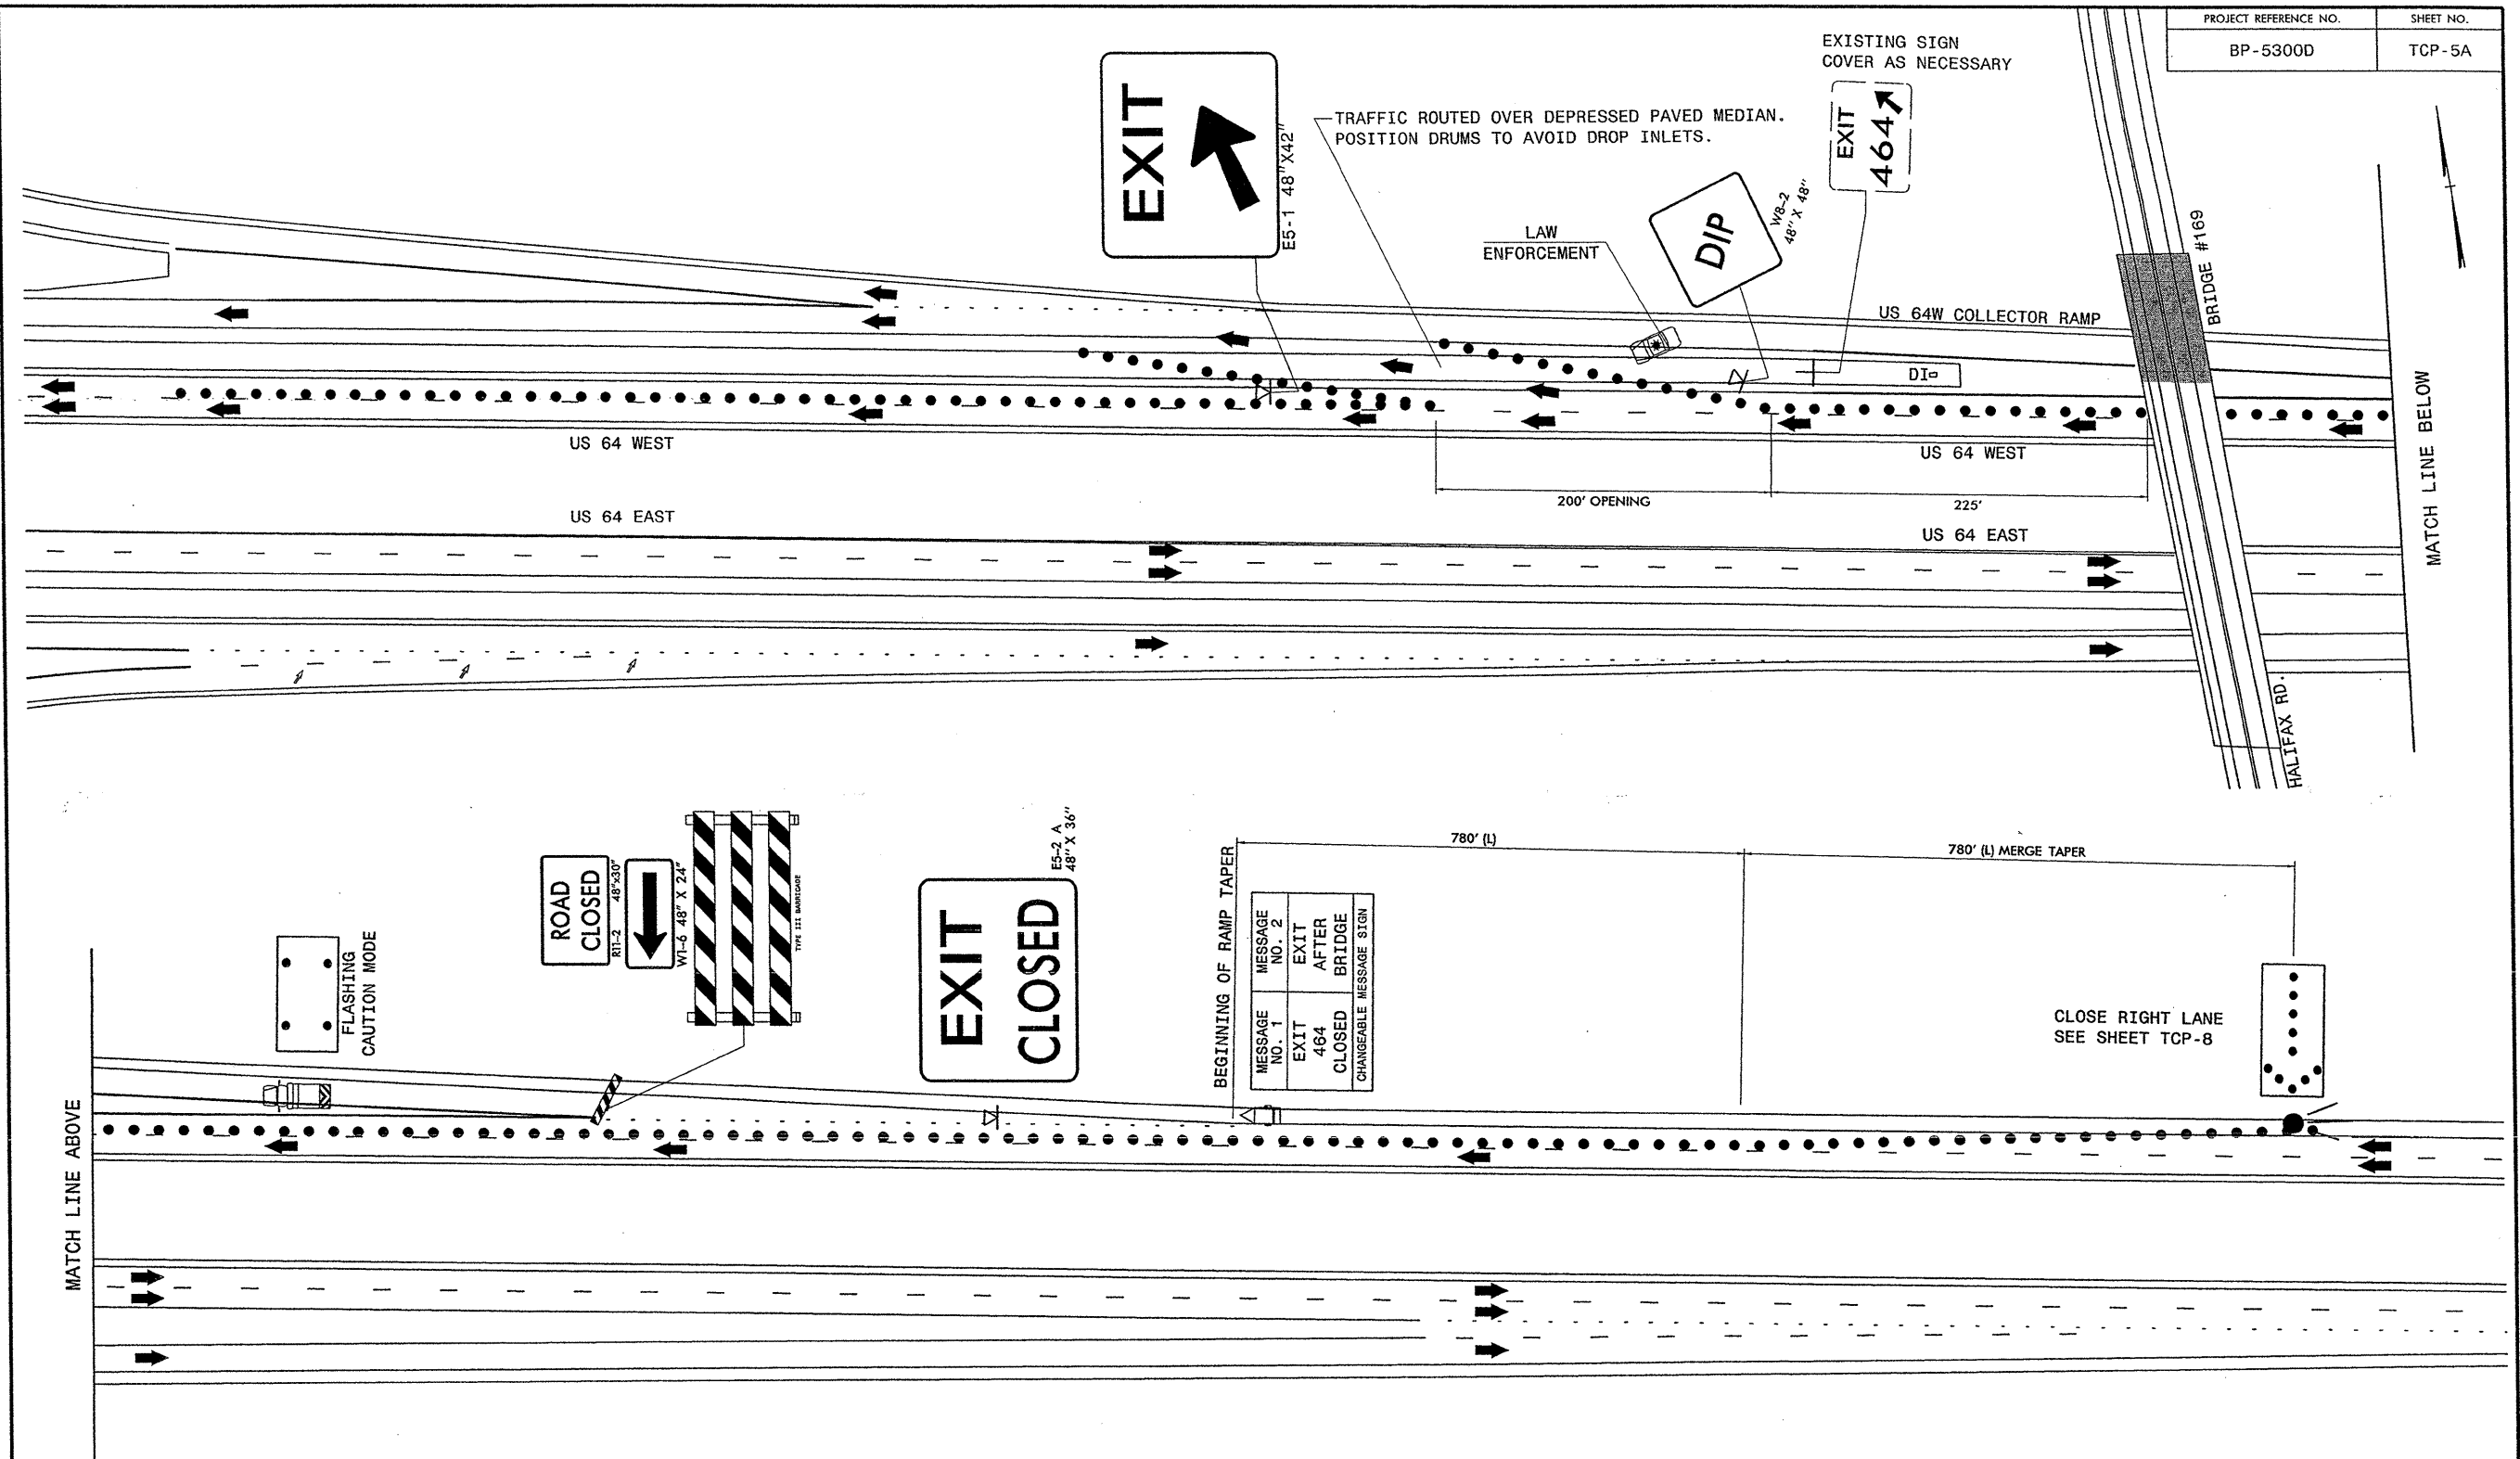 PROJECT REFERENCE NO.
SHEET NO.
BP-5300D
TCP-5A
EXISTING SIGN
COVER AS NECESSARY
EXIT
464
EXIT
E5-1 48"X42"
TRAFFIC ROUTED OVER DEPRESSED PAVED MEDIAN.
POSITION DRUMS TO AVOID DROP INLETS.
LAW
ENFORCEMENT
DIP
W8-2
48" X 48"
BRIDGE #169
US 64W COLLECTOR RAMP
DI
US 64 WEST
US 64 WEST
200' OPENING
225'
US 64 EAST
US 64 EAST
MATCH LINE BELOW
HALIFAX RD.
FLASHING
CAUTION MODE
ROAD
CLOSED
R11-2 48"x30"
W1-6 48" X 24"
TYPE III BARRICADE
EXIT
CLOSED
E5-2 A
48" X 36"
BEGINNING OF RAMP TAPER
780' (L)
780' (L) MERGE TAPER
MESSAGE
NO. 1
EXIT
464
CLOSED
MESSAGE
NO. 2
EXIT
AFTER
BRIDGE
CHANGEABLE MESSAGE SIGN
CLOSE RIGHT LANE
SEE SHEET TCP-8
MATCH LINE ABOVE